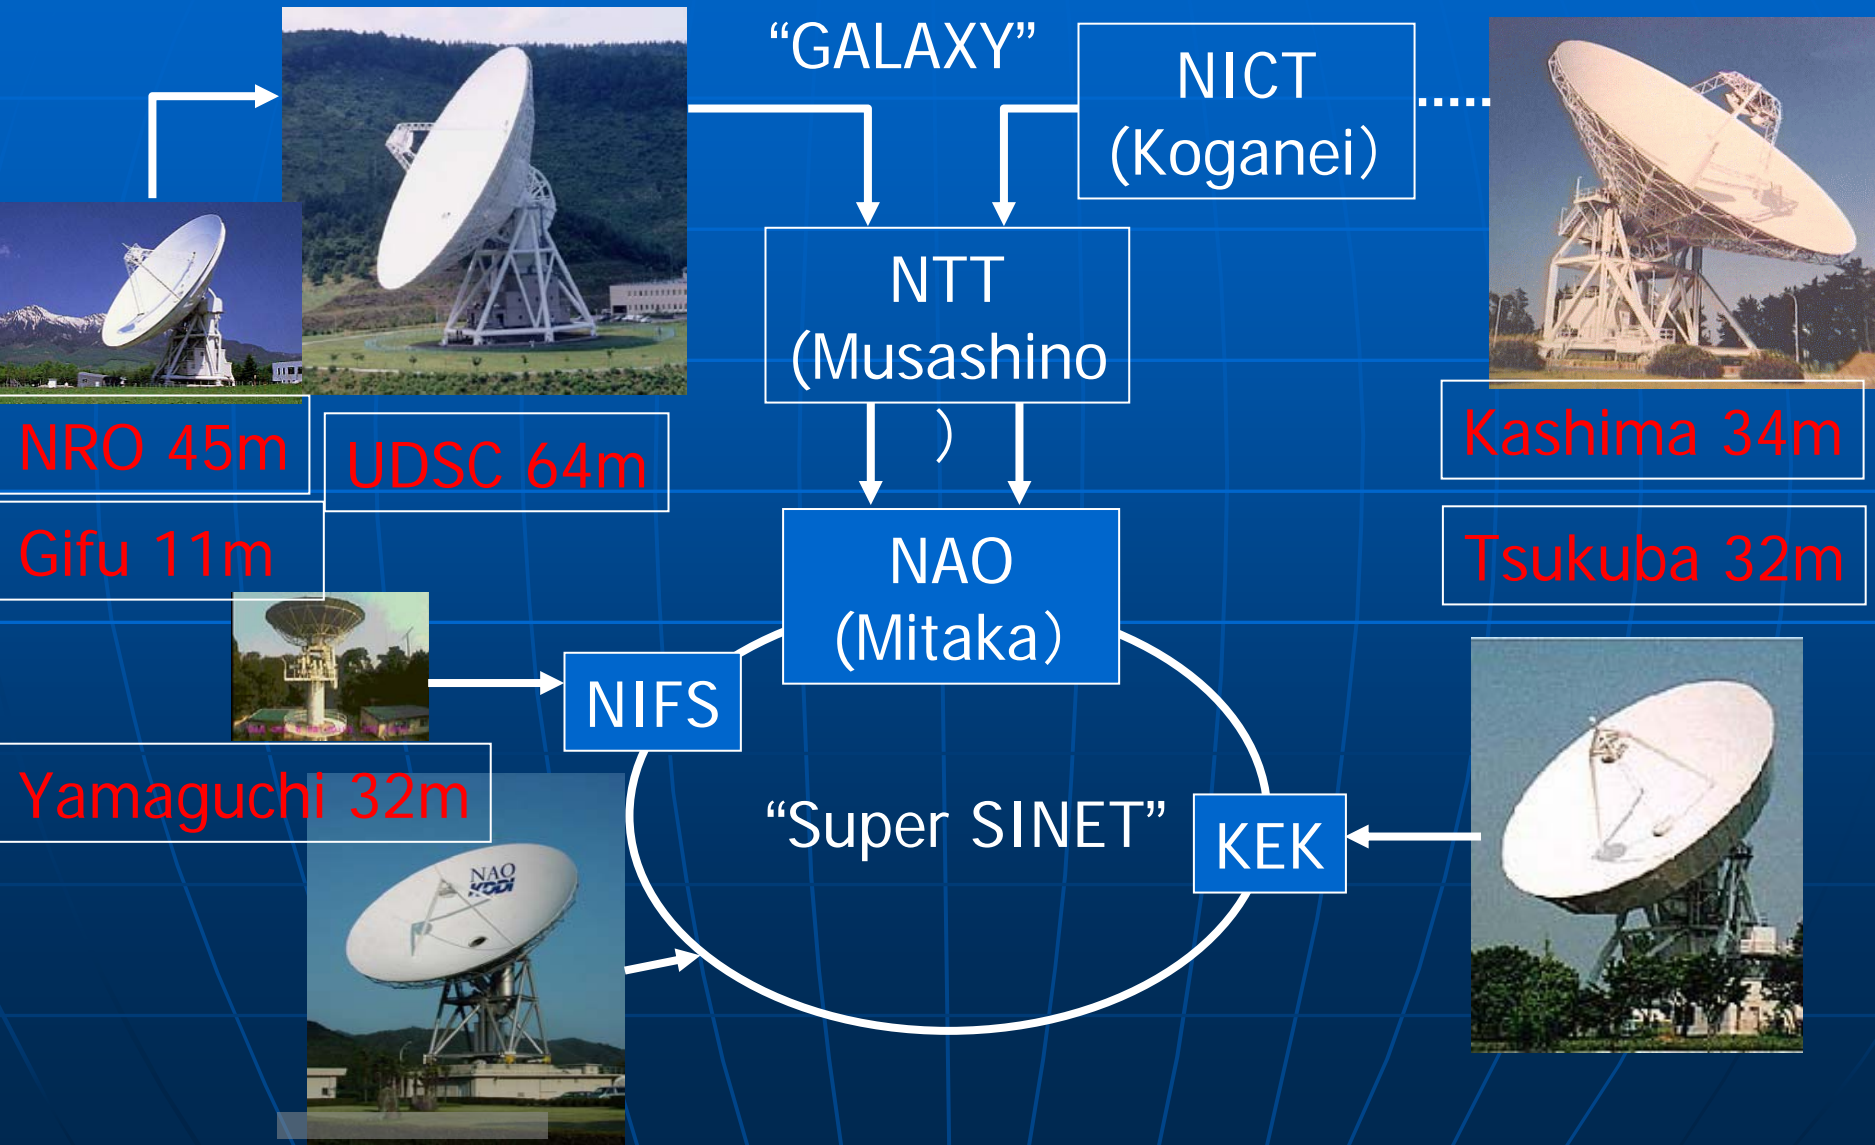 “GALAXY”
NICT
(Koganei)
NTT
(Musashino
)
NRO 45m
UDSC 64m
Kashima 34m
Gifu 11m
Tsukuba 32m
NAO
(Mitaka)
NIFS
Yamaguchi 32m
“Super SINET”
KEK
NAO
KDDI